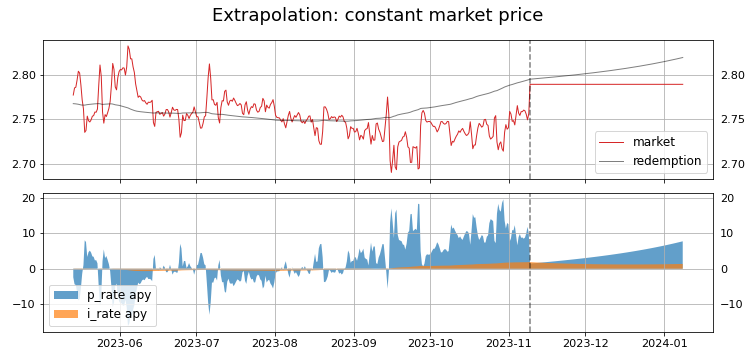 Extrapolation: constant market price
2.80 2.80
2.75 2.75
2.70 2.70
market
redemption
20 20
10 10
0 0
−10 −10
p_rate apy
i_rate apy
2023-06 2023-07 2023-08 2023-09 2023-10 2023-11 2023-12 2024-01